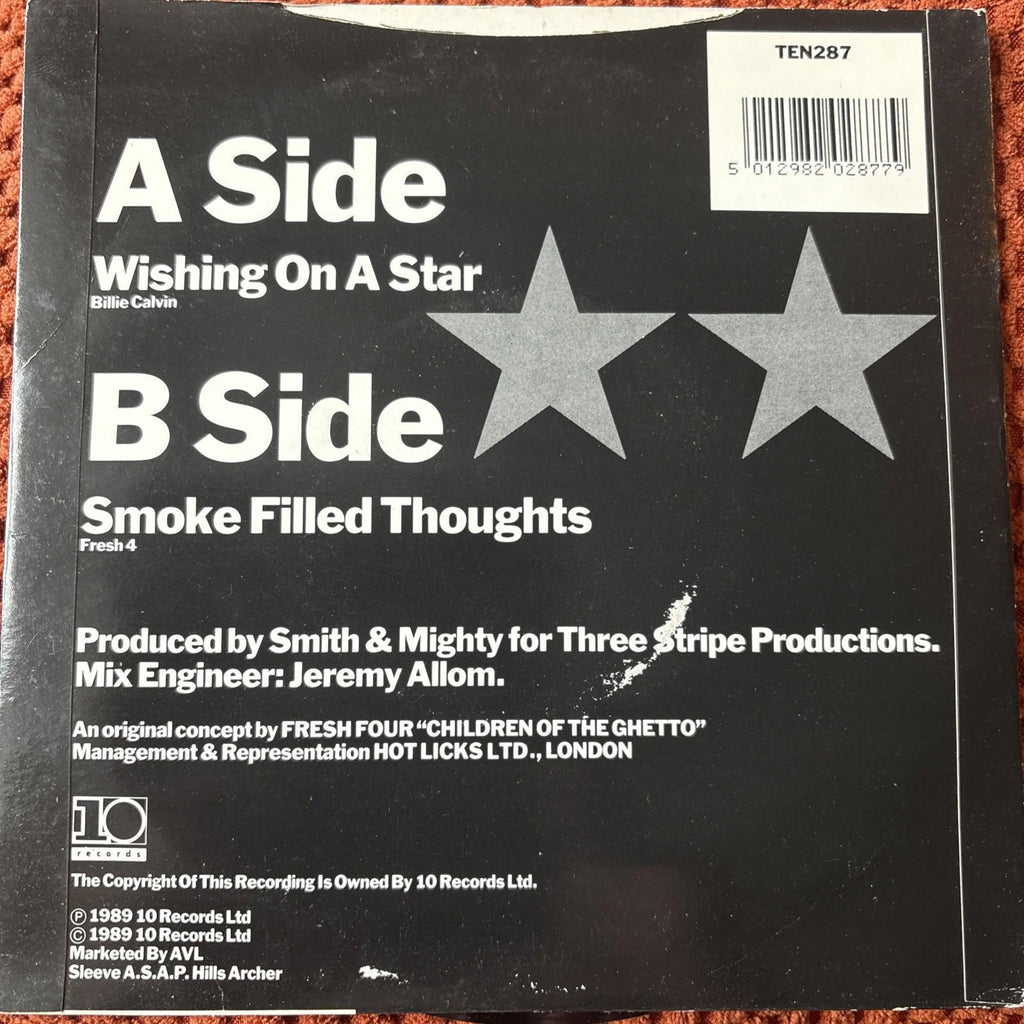 TEN287
5 012982 028779
A Side
Wishing On A Star
Billie Calvin
B Side
Smoke Filled Thoughts
Fresh 4
Produced by Smith & Mighty for Three Stripe Productions.
Mix Engineer: Jeremy Allom.
An original concept by FRESH FOUR “CHILDREN OF THE GHETTO”
Management & Representation HOT LICKS LTD., LONDON
10
records
The Copyright Of This Recording Is Owned By 10 Records Ltd.
Ⓟ 1989 10 Records Ltd
© 1989 10 Records Ltd
Marketed By AVL
Sleeve A.S.A.P. Hills Archer